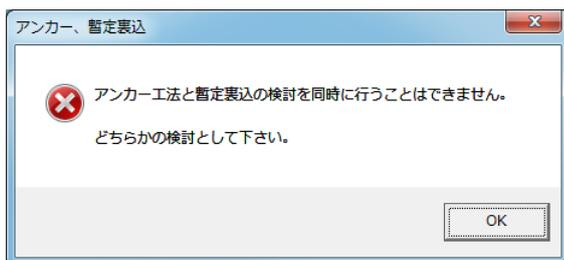 アンカー、暫定裏込
アンカー工法と暫定裏込の検討を同時に行うことはできません。
どちらかの検討として下さい。
OK